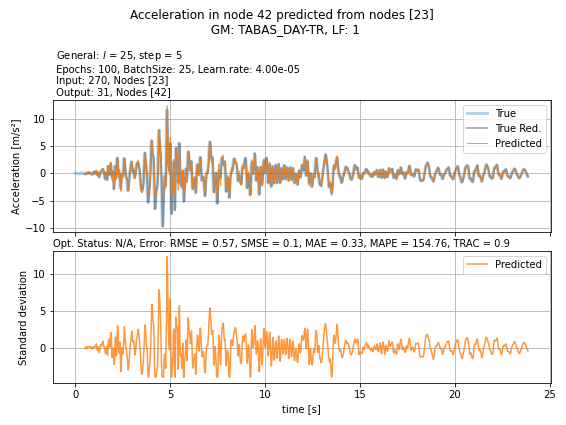 Acceleration in node 42 predicted from nodes [23]
GM: TABAS_DAY-TR, LF: 1
General: l = 25, step = 5
Epochs: 100, BatchSize: 25, Learn.rate: 4.00e-05
Input: 270, Nodes [23]
Output: 31, Nodes [42]
Acceleration [m/s²]
10
5
0
−5
−10
True
True Red.
Predicted
Opt. Status: N/A, Error: RMSE = 0.57, SMSE = 0.1, MAE = 0.33, MAPE = 154.76, TRAC = 0.9
Standard deviation
10
5
0
Predicted
0 5 10 15 20 25
time [s]